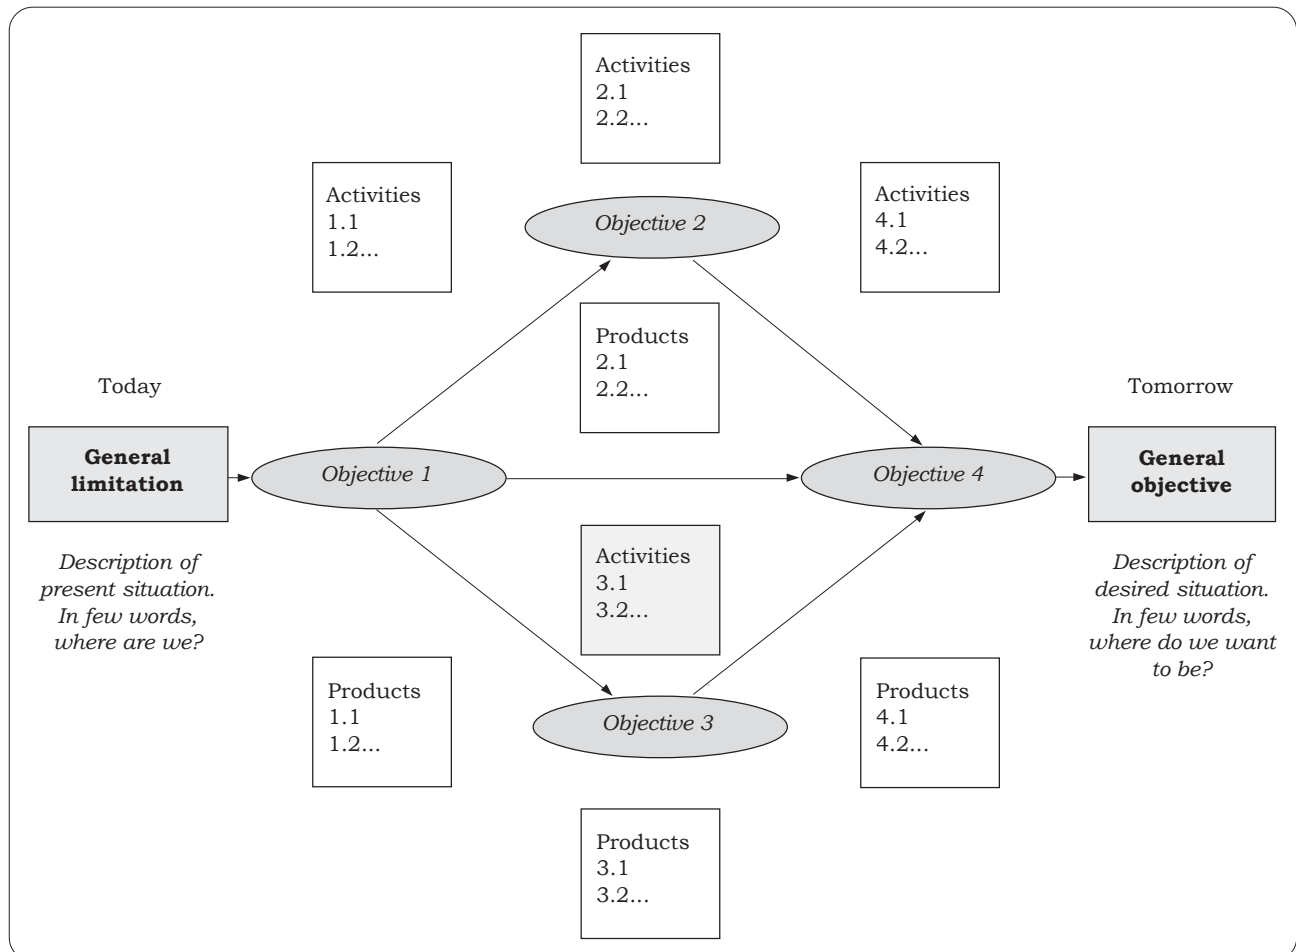 Activities
2.1
2.2...
Activities
1.1
1.2...
Objective 2
Activities
4.1
4.2...
Products
2.1
2.2...
Today
Tomorrow
General
limitation
Objective 1
Objective 4
General
objective
Description of
present situation.
In few words,
where are we?
Activities
3.1
3.2...
Description of
desired situation.
In few words,
where do we want
to be?
Products
1.1
1.2...
Objective 3
Products
4.1
4.2...
Products
3.1
3.2...